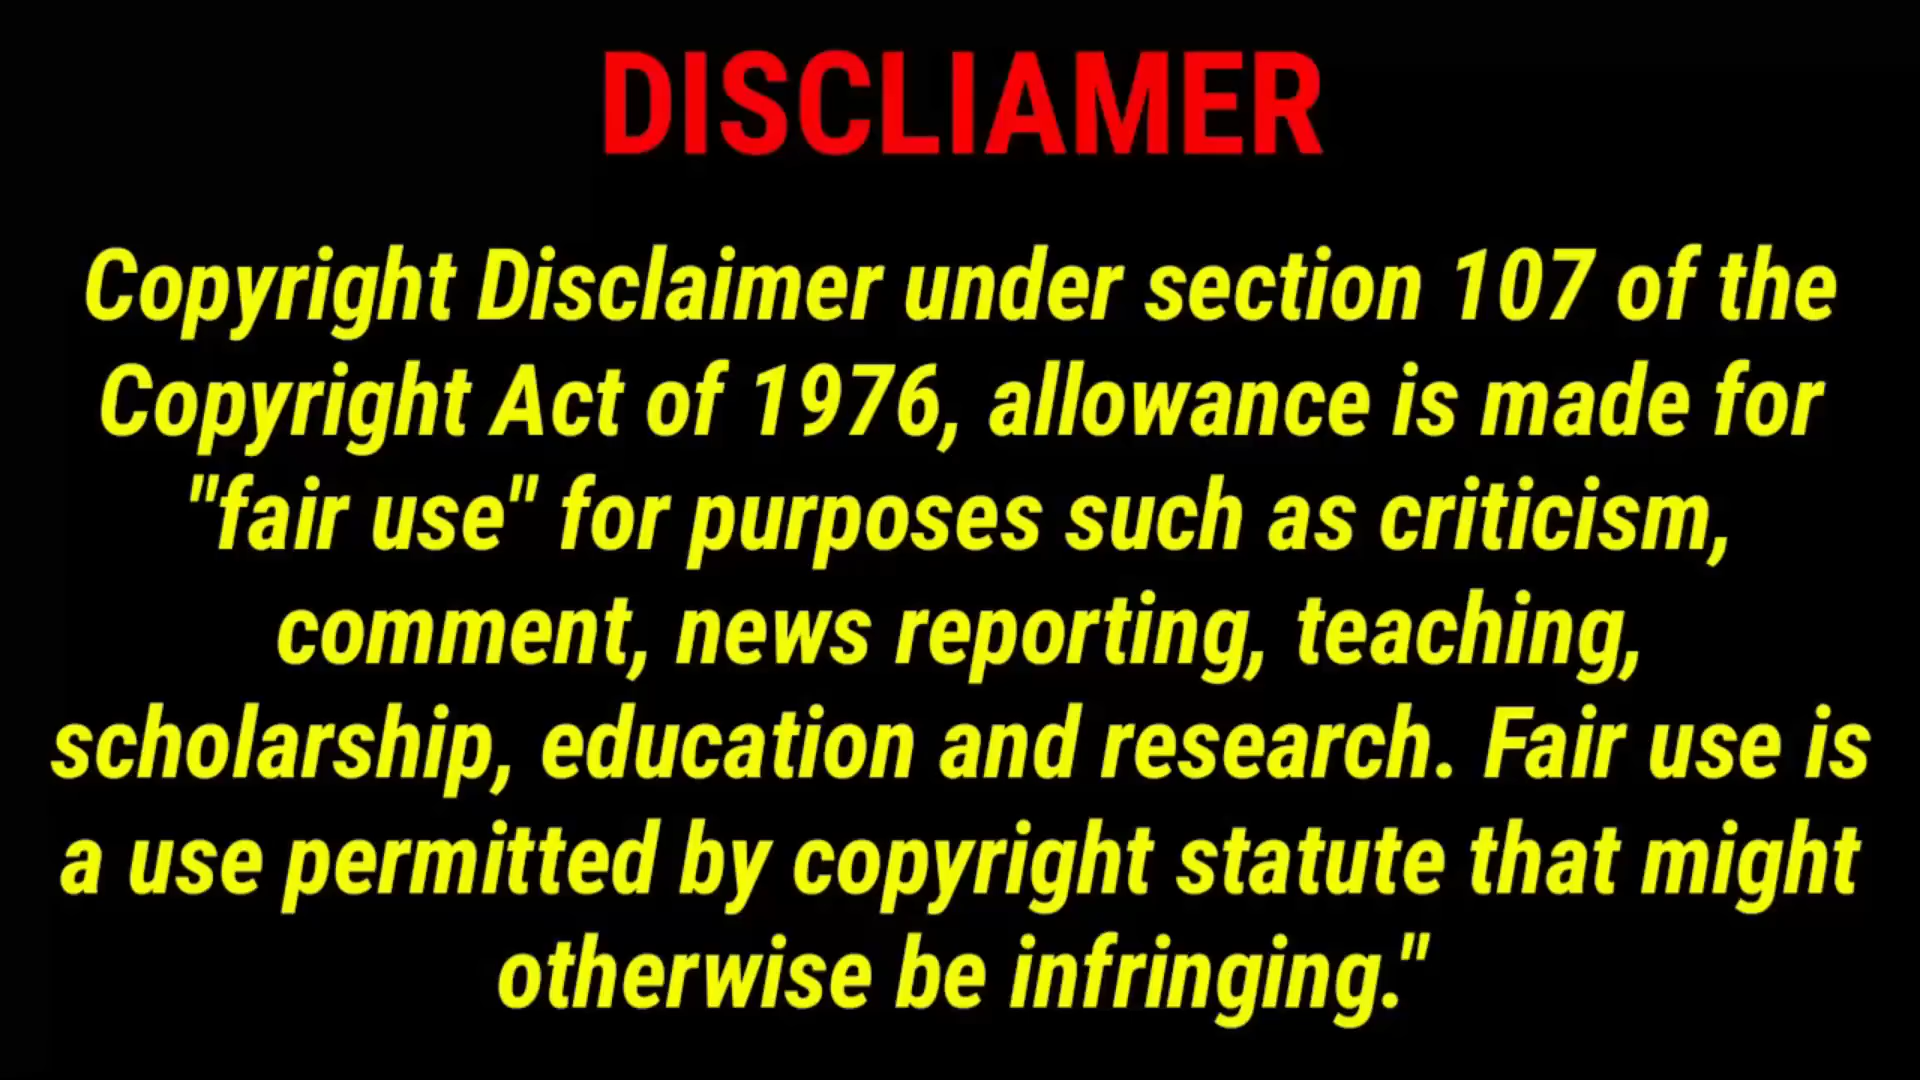 DISCLIAMER
Copyright Disclaimer under section 107 of the
Copyright Act of 1976, allowance is made for
"fair use" for purposes such as criticism,
comment, news reporting, teaching,
scholarship, education and research. Fair use is
a use permitted by copyright statute that might
otherwise be infringing."